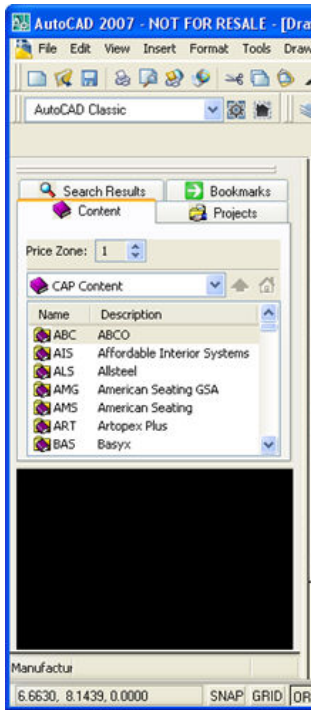 AutoCAD 2007 - NOT FOR RESALE - [Dra
File Edit View Insert Format Tools Draw
AutoCAD Classic
Search Results Bookmarks
Content Projects
Price Zone: 1
CAP Content
Name Description
ABC ABCO
AIS Affordable Interior Systems
ALS Allsteel
AMG American Seating GSA
AMS American Seating
ART Artopex Plus
BAS Basyx
Manufactur
6.6630, 8.1439, 0.0000 SNAP GRID OR